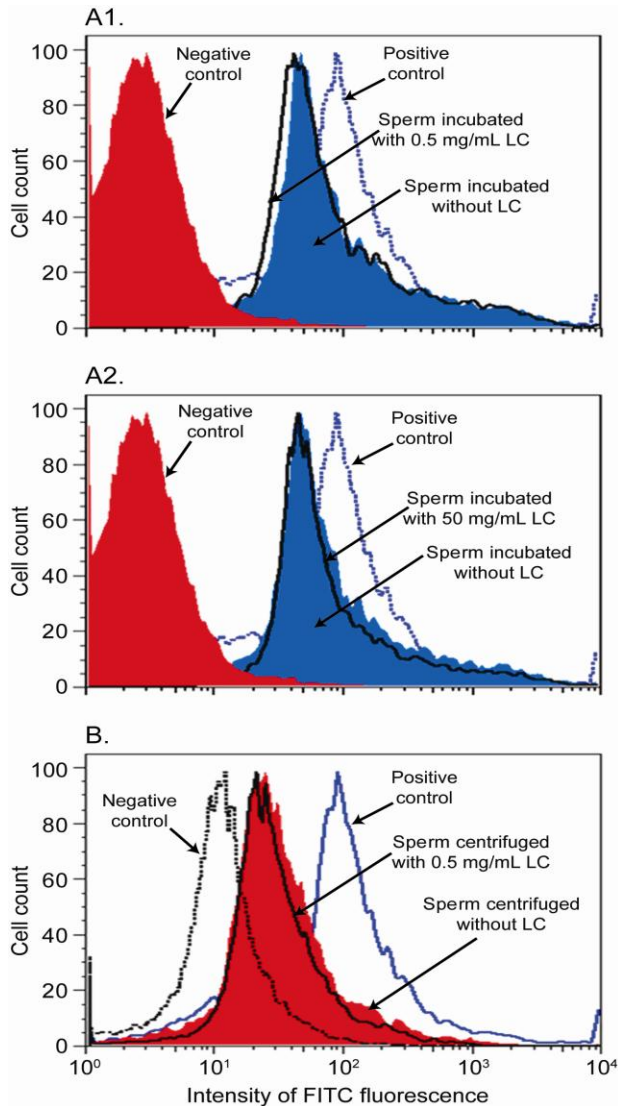 A1.
Cell count
100
80
60
40
20
0
Negative
control
Positive
control
Sperm incubated
with 0.5 mg/mL LC
Sperm incubated
without LC
A2.
Cell count
100
80
60
40
20
0
Negative
control
Positive
control
Sperm incubated
with 50 mg/mL LC
Sperm incubated
without LC
B.
Cell count
100
80
60
40
20
0
Negative
control
Positive
control
Sperm centrifuged
with 0.5 mg/mL LC
Sperm centrifuged
without LC
10⁰ 10¹ 10² 10³ 10⁴
Intensity of FITC fluorescence